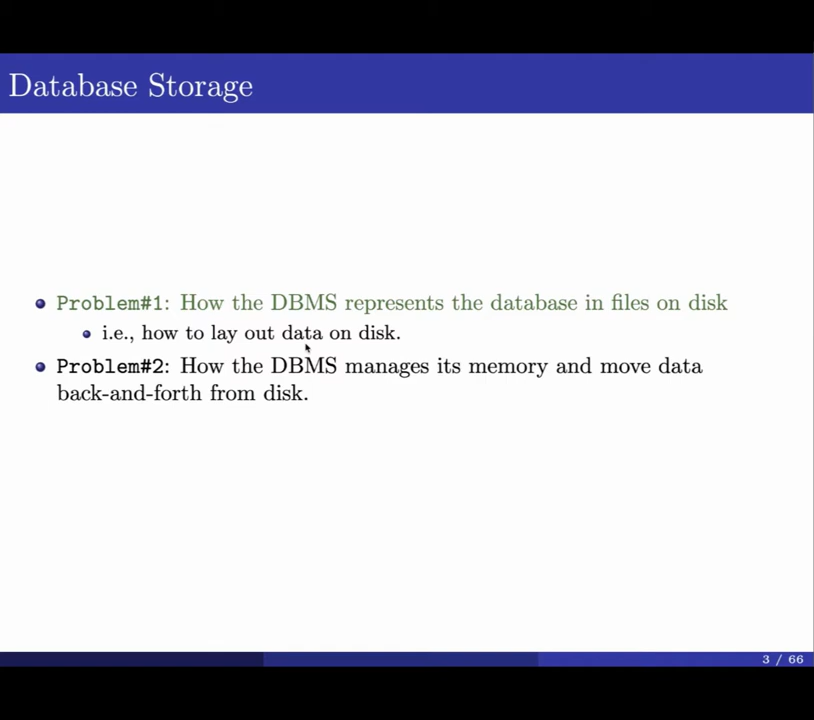 Database Storage
Problem#1: How the DBMS represents the database in files on disk
i.e., how to lay out data on disk.
Problem#2: How the DBMS manages its memory and move data
back-and-forth from disk.
3 / 66